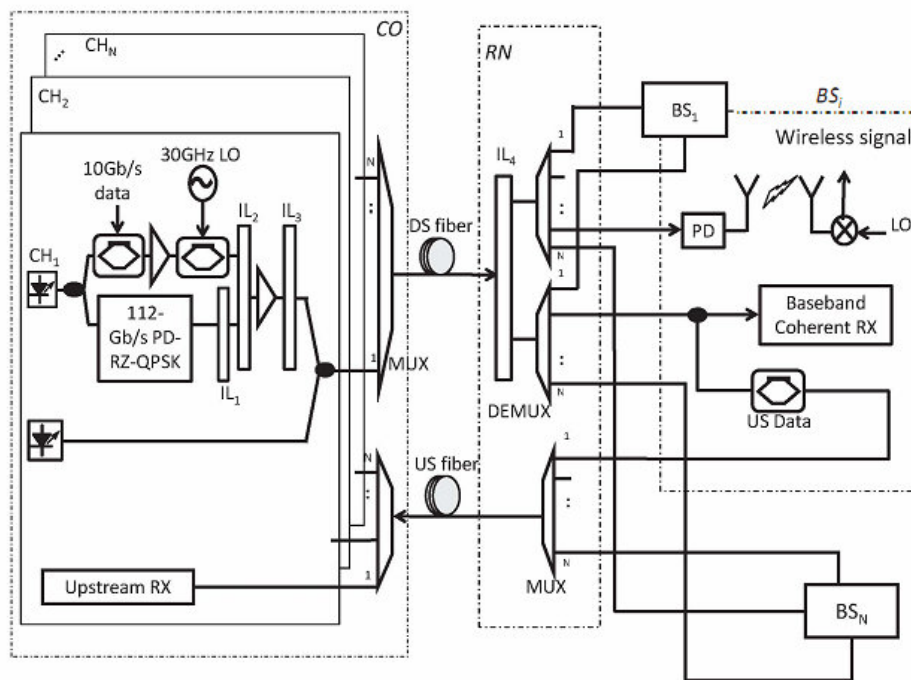 CO
CH_N
CH_2
30GHz LO
10Gb/s
data
IL_2
IL_3
CH_1
112-
Gb/s PD-
RZ-QPSK
IL_1
N
:
1
MUX
DS fiber
RN
IL_4
1
:
N
1
:
N
DEMUX
BS_1
BS_i
Wireless signal
PD
LO
Baseband
Coherent RX
US Data
N
:
1
Upstream RX
US fiber
1
:
N
MUX
BS_N